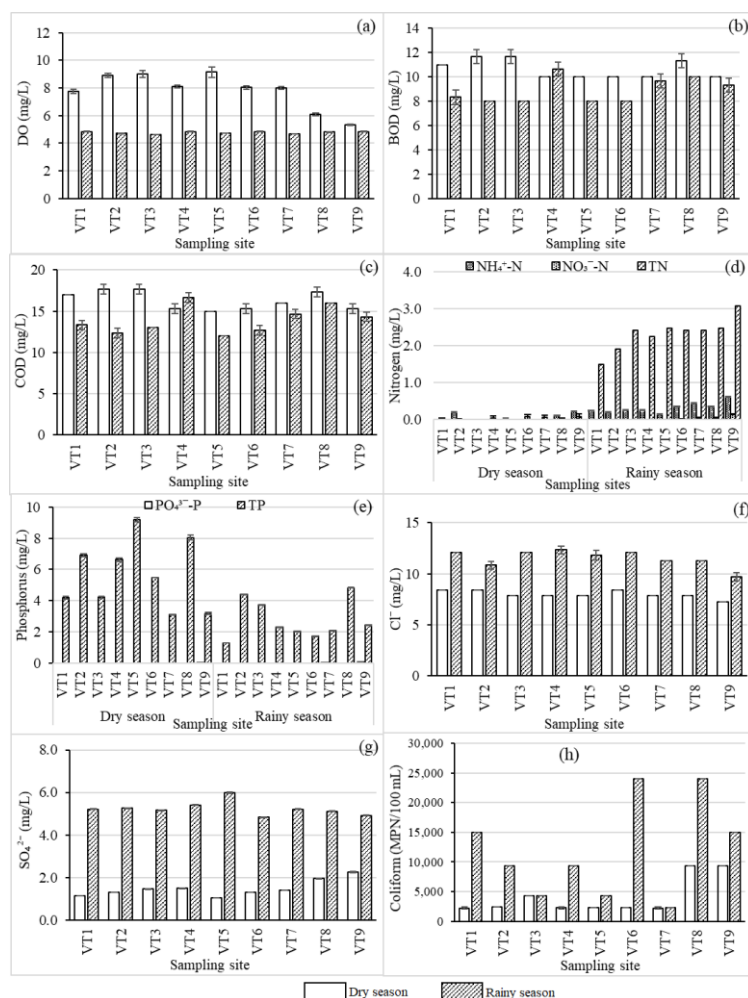 (a)
DO (mg/L)
12
10
8
6
4
2
0
VT1 VT2 VT3 VT4 VT5 VT6 VT7 VT8 VT9
Sampling site
(b)
BOD (mg/L)
14
12
10
8
6
4
2
0
VT1 VT2 VT3 VT4 VT5 VT6 VT7 VT8 VT9
Sampling site
(c)
COD (mg/L)
20
15
10
5
0
VT1 VT2 VT3 VT4 VT5 VT6 VT7 VT8 VT9
Sampling site
NH₄⁺-N NO₃⁻-N TN
(d)
Nitrogen (mg/L)
4.0
3.0
2.0
1.0
0.0
VT1 VT2 VT3 VT4 VT5 VT6 VT7 VT8 VT9 VT1 VT2 VT3 VT4 VT5 VT6 VT7 VT8 VT9
Dry season Rainy season
Sampling sites
PO₄³⁻-P TP
(e)
Phosphorus (mg/L)
10
8
6
4
2
0
VT1 VT2 VT3 VT4 VT5 VT6 VT7 VT8 VT9 VT1 VT2 VT3 VT4 VT5 VT6 VT7 VT8 VT9
Dry season Rainy season
Sampling site
(f)
Cl⁻ (mg/L)
15
10
5
0
VT1 VT2 VT3 VT4 VT5 VT6 VT7 VT8 VT9
Sampling site
(g)
SO₄²⁻ (mg/L)
8.0
6.0
4.0
2.0
0.0
VT1 VT2 VT3 VT4 VT5 VT6 VT7 VT8 VT9
Sampling site
(h)
Coliform (MPN/100 mL)
30,000
25,000
20,000
15,000
10,000
5,000
0
VT1 VT2 VT3 VT4 VT5 VT6 VT7 VT8 VT9
Sampling site
Dry season Rainy season